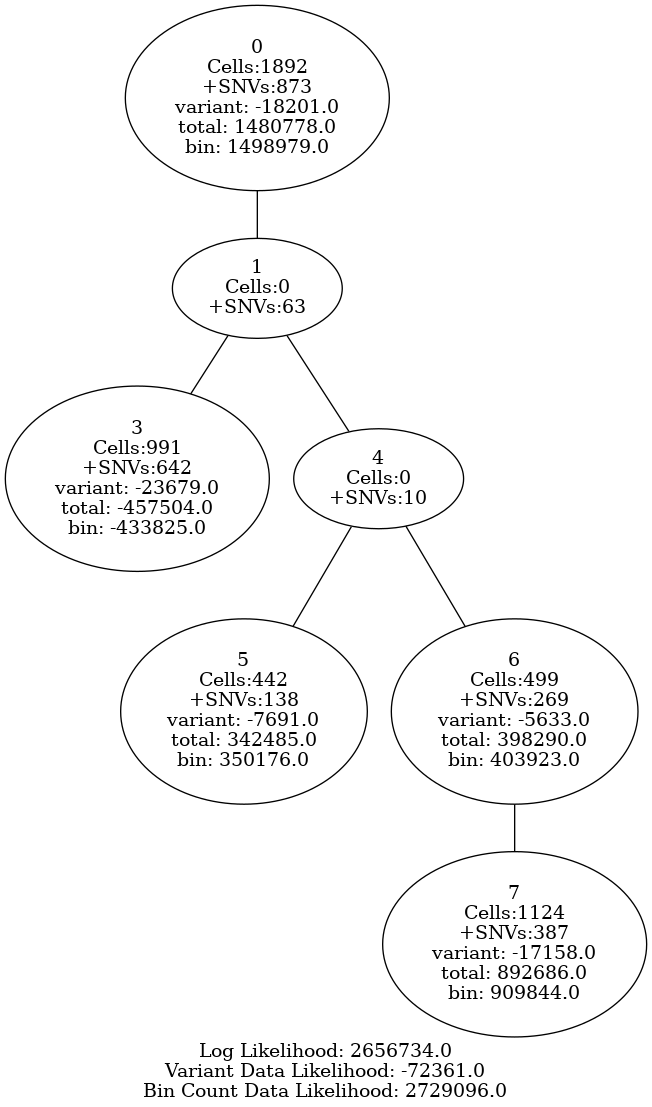 0
Cells:1892
+SNVs:873
variant: -18201.0
total: 1480778.0
bin: 1498979.0
1
Cells:0
+SNVs:63
3
Cells:991
+SNVs:642
variant: -23679.0
total: -457504.0
bin: -433825.0
4
Cells:0
+SNVs:10
5
Cells:442
+SNVs:138
variant: -7691.0
total: 342485.0
bin: 350176.0
6
Cells:499
+SNVs:269
variant: -5633.0
total: 398290.0
bin: 403923.0
7
Cells:1124
+SNVs:387
variant: -17158.0
total: 892686.0
bin: 909844.0
Log Likelihood: 2656734.0
Variant Data Likelihood: -72361.0
Bin Count Data Likelihood: 2729096.0